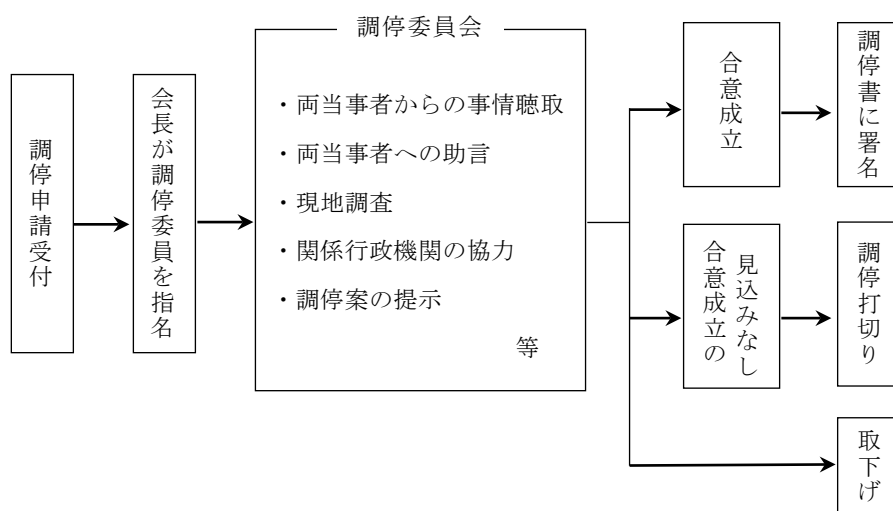 調停申請受付
会長が調停委員を指名
調停委員会
・両当事者からの事情聴取
・両当事者への助言
・現地調査
・関係行政機関の協力
・調停案の提示
等
合意成立
調停書に署名
合意成立の
見込みなし
調停打切り
取下げ